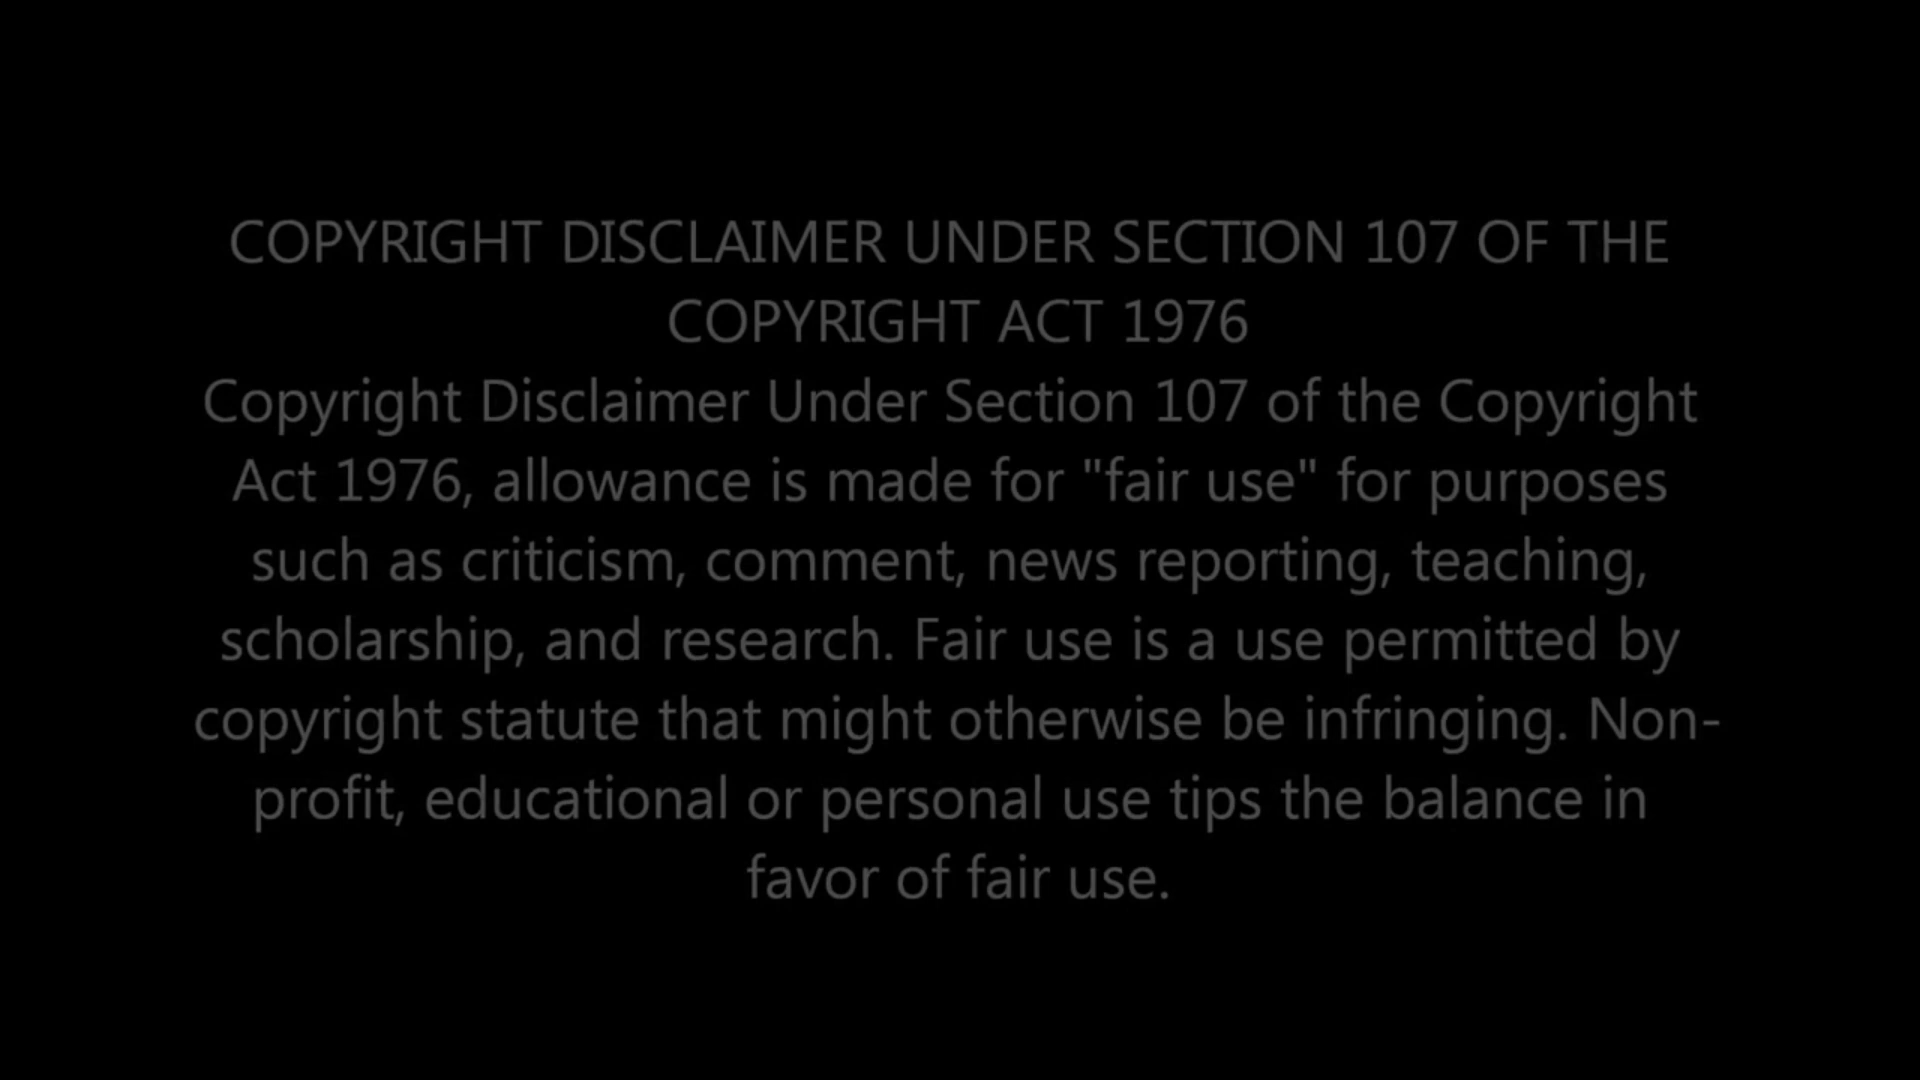 COPYRIGHT DISCLAIMER UNDER SECTION 107 OF THE
COPYRIGHT ACT 1976
Copyright Disclaimer Under Section 107 of the Copyright
Act 1976, allowance is made for "fair use" for purposes
such as criticism, comment, news reporting, teaching,
scholarship, and research. Fair use is a use permitted by
copyright statute that might otherwise be infringing. Non-
profit, educational or personal use tips the balance in
favor of fair use.